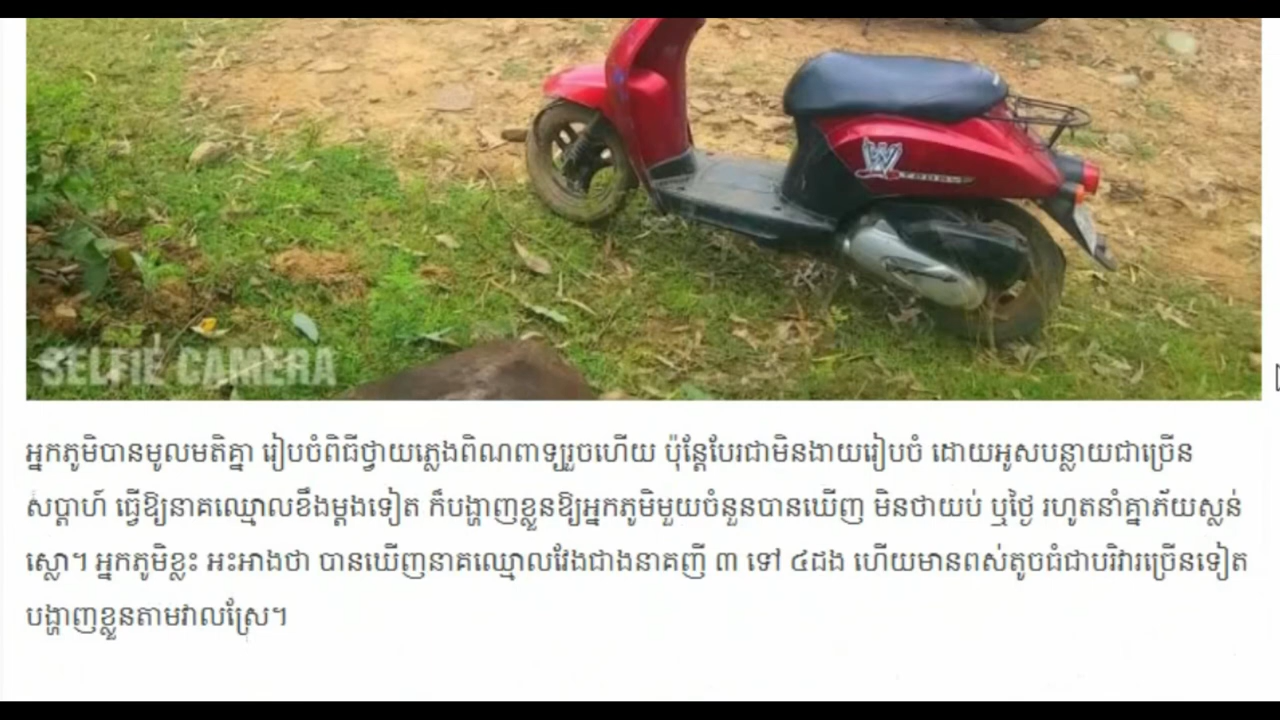 W
TODAY
SELFIE CAMERA
អ្នកភូមិបានមូលមតិគ្នា រៀបចំពិធីថ្វាយភ្លេងពិណពាទ្យរួចហើយ ប៉ុន្តែបែរជាមិនងាយរៀបចំ ដោយអូសបន្លាយជាច្រើន
សប្តាហ៍ ធ្វើឱ្យនាគឈ្មោលខឹងម្តងទៀត ក៏បង្ហាញខ្លួនឱ្យអ្នកភូមិមួយចំនួនបានឃើញ មិនថាយប់ ឬថ្ងៃ រហូតនាំគ្នាភ័យស្លន់
ស្លោ។ អ្នកភូមិខ្លះ អះអាងថា បានឃើញនាគឈ្មោលវែងជាងនាគញី ៣ ទៅ ៤ដង ហើយមានពស់តូចធំជាបរិវារច្រើនទៀត
បង្ហាញខ្លួនតាមវាលស្រែ។